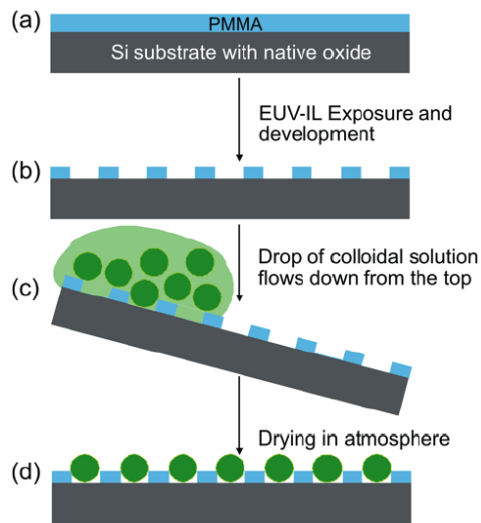 (a)
PMMA
Si substrate with native oxide
EUV-IL Exposure and
development
(b)
Drop of colloidal solution
flows down from the top
(c)
Drying in atmosphere
(d)